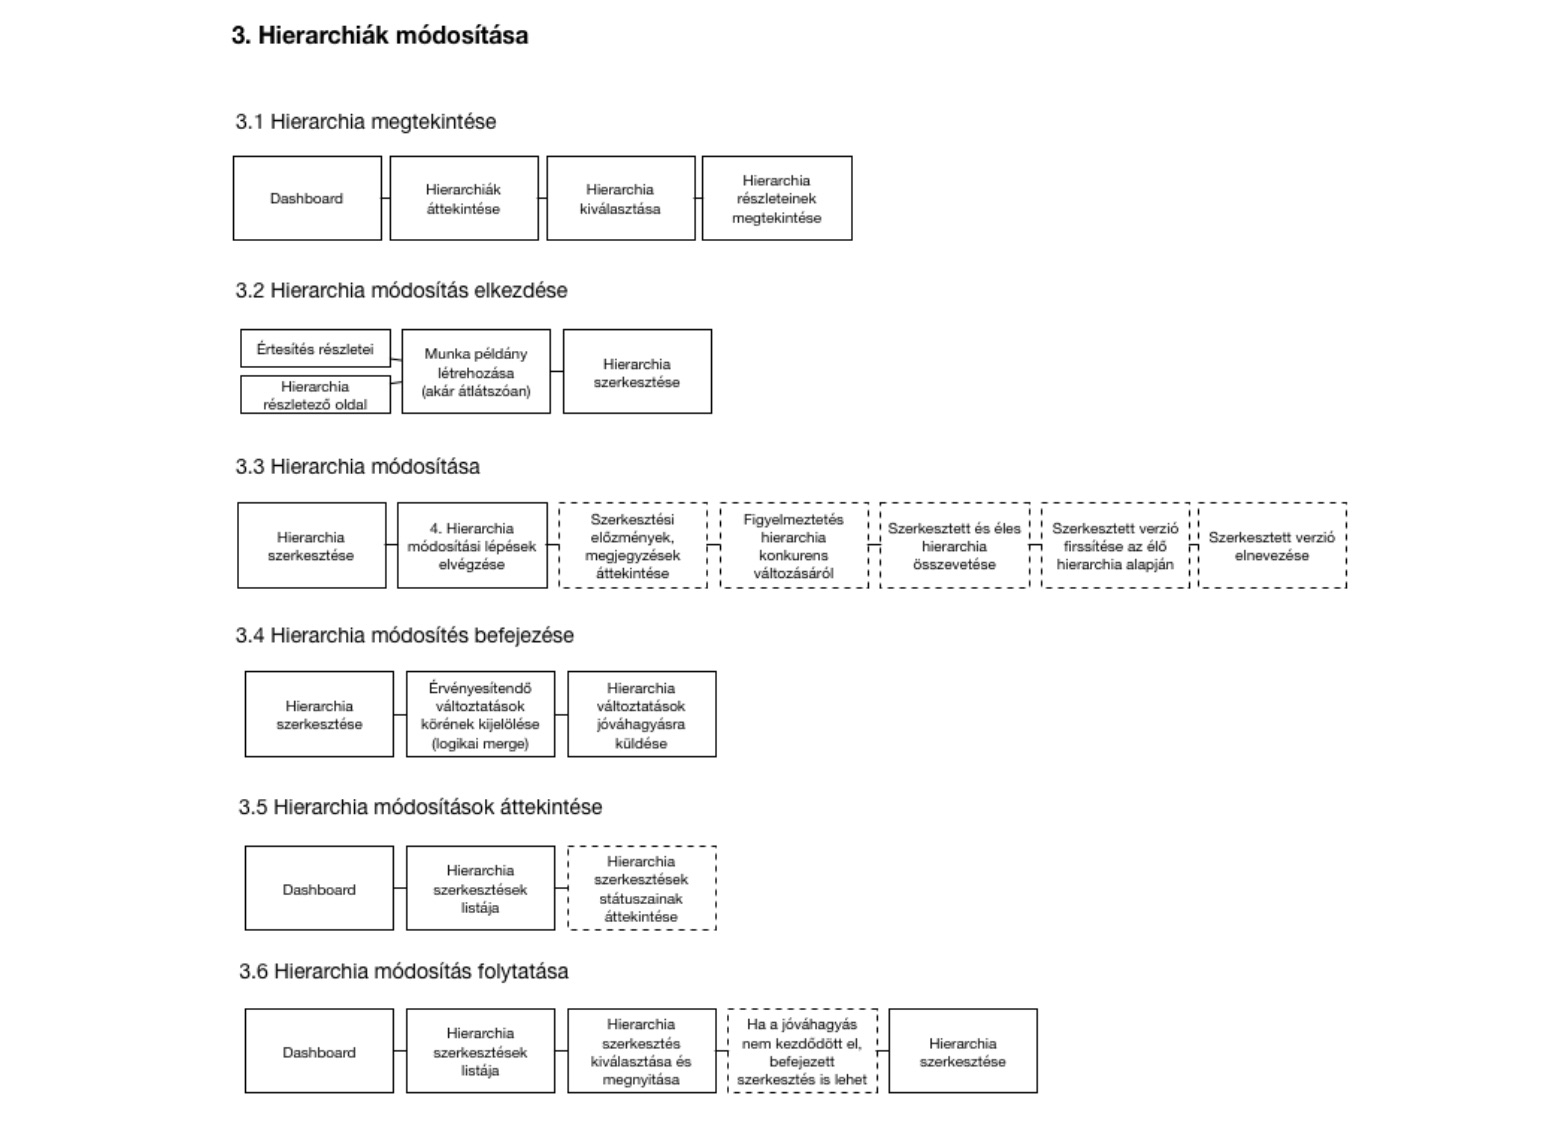 3. Hierarchiák módosítása
3.1 Hierarchia megtekintése
Dashboard
Hierarchiák
áttekintése
Hierarchia
kiválasztása
Hierarchia
részleteinek
megtekintése
3.2 Hierarchia módosítás elkezdése
Értesítés részletei
Hierarchia
részletező oldal
Munka példány
létrehozása
(akár átlátszóan)
Hierarchia
szerkesztése
3.3 Hierarchia módosítása
Hierarchia
szerkesztése
4. Hierarchia
módosítási lépések
elvégzése
Szerkesztési
előzmények,
megjegyzések
áttekintése
Figyelmeztetés
hierarchia
konkurens
változásáról
Szerkesztett és éles
hierarchia
összevetése
Szerkesztett verzió
firssítése az élő
hierarchia alapján
Szerkesztett verzió
elnevezése
3.4 Hierarchia módosítés befejezése
Hierarchia
szerkesztése
Érvényesítendő
változtatások
körének kijelölése
(logikai merge)
Hierarchia
változtatások
jóváhagyásra
küldése
3.5 Hierarchia módosítások áttekintése
Dashboard
Hierarchia
szerkesztések
listája
Hierarchia
szerkesztések
státuszainak
áttekintése
3.6 Hierarchia módosítás folytatása
Dashboard
Hierarchia
szerkesztések
listája
Hierarchia
szerkesztés
kiválasztása és
megnyitása
Ha a jóváhagyás
nem kezdődött el,
befejezett
szerkesztés is lehet
Hierarchia
szerkesztése